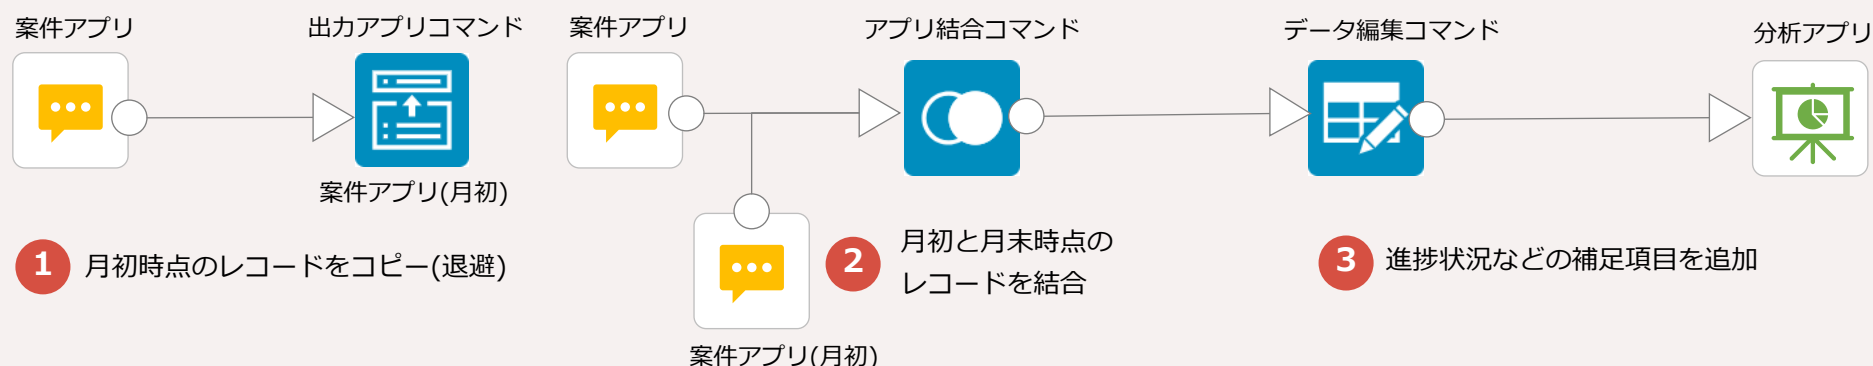 案件アプリ
出力アプリコマンド
案件アプリ
アプリ結合コマンド
データ編集コマンド
分析アプリ
案件アプリ(月初)
1 月初時点のレコードをコピー(退避)
2 月初と月末時点の
レコードを結合
3 進捗状況などの補足項目を追加
案件アプリ(月初)